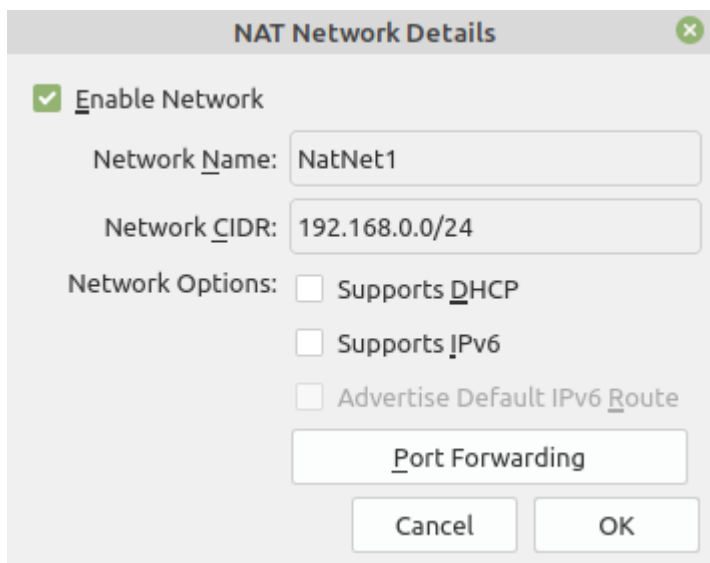 NAT Network Details
Enable Network
Network Name: NatNet1
Network CIDR: 192.168.0.0/24
Network Options: Supports DHCP
Supports IPv6
Advertise Default IPv6 Route
Port Forwarding
Cancel OK